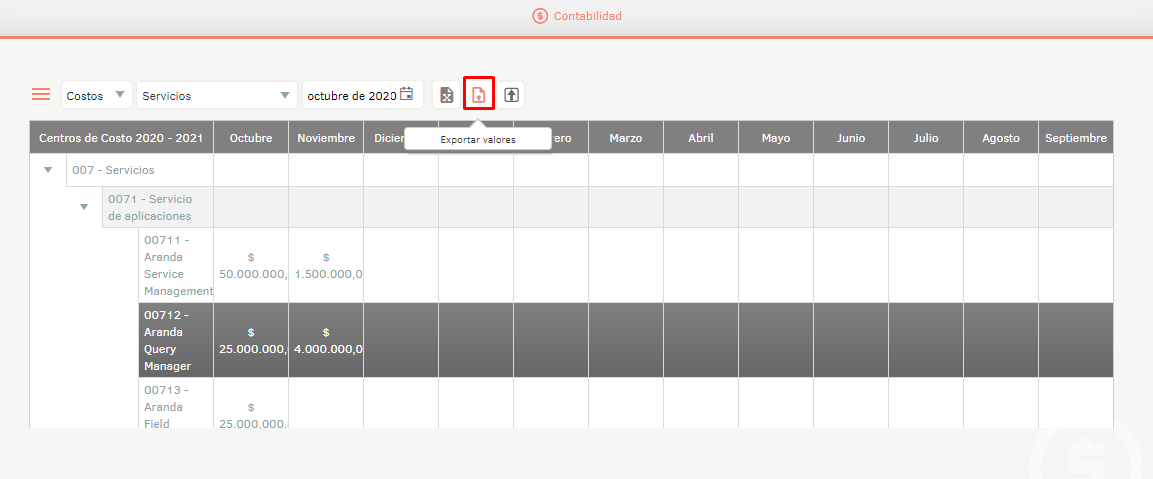 Contabilidad
Costos
Servicios
octubre de 2020
Centros de Costo 2020 - 2021 Octubre Noviembre Diciem ero Marzo Abril Mayo Junio Julio Agosto Septiembre
Exportar valores
007 - Servicios
0071 - Servicio
de aplicaciones
00711 -
Aranda
Service
Management
$
50.000.000,
$
1.500.000,0
00712 -
Aranda
Query
Manager
$
25.000.000,
$
4.000.000,0
00713 -
Aranda
Field
$
25.000.000,